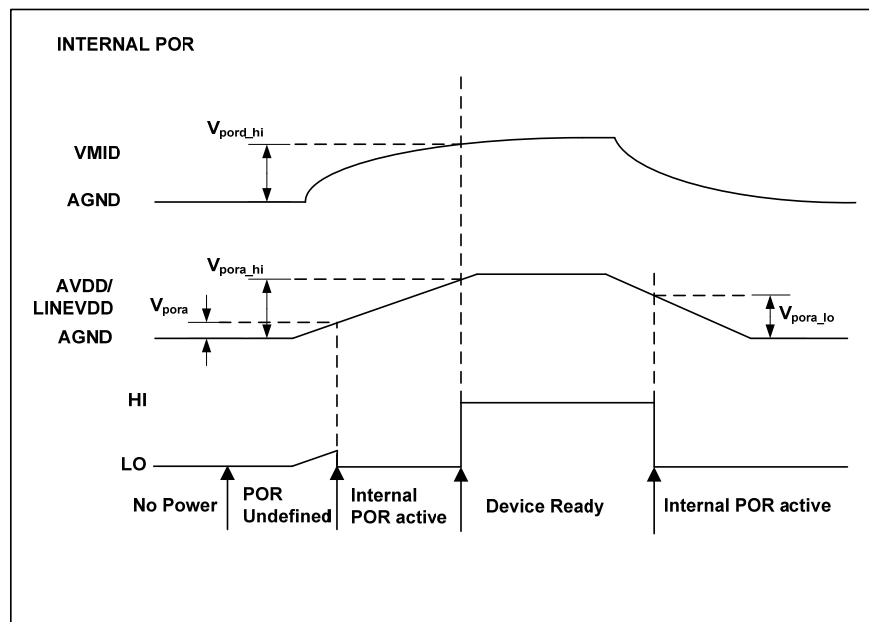 INTERNAL POR
Vpord_hi
VMID
AGND
Vpora_hi
AVDD/
LINEVDD
Vpora
AGND
Vpora_lo
HI
LO
No Power
POR
Undefined
Internal
POR active
Device Ready
Internal POR active